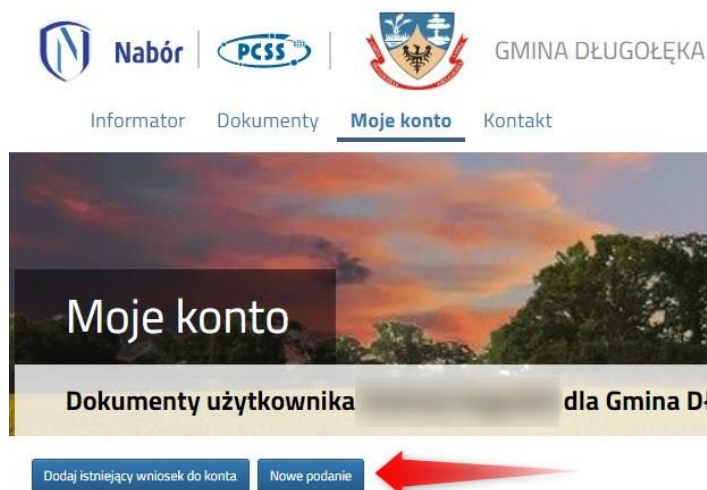 Nabór PCSS GMINA DŁUGOŁĘKA
Informator Dokumenty Moje konto Kontakt
Moje konto
Dokumenty użytkownika dla Gmina
Dodaj istniejący wniosek do konta Nowe podanie